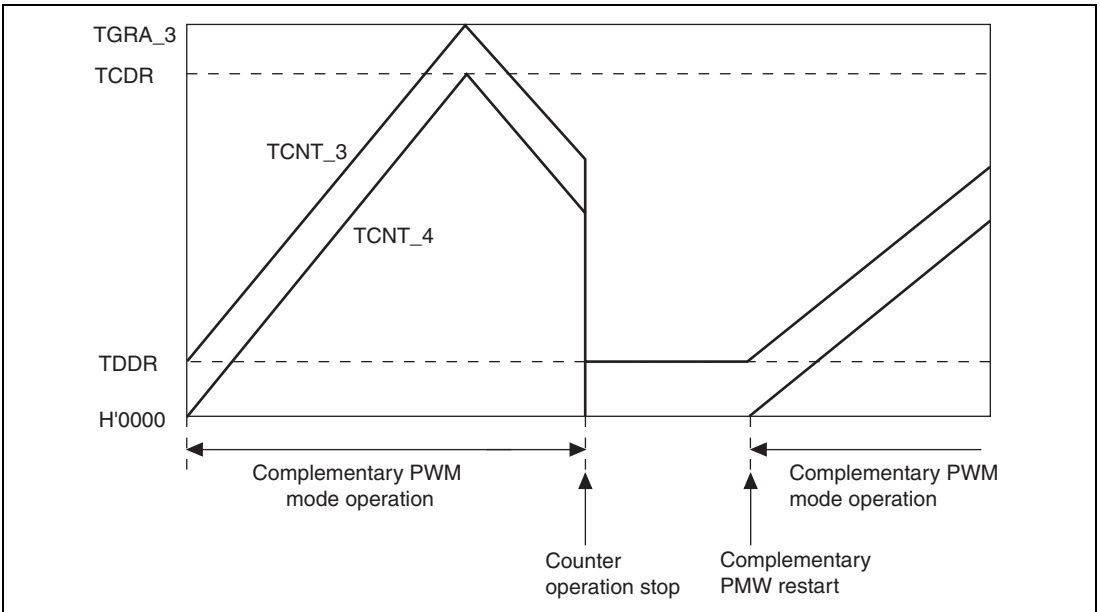 TGRA_3
TCDR
TCNT_3
TCNT_4
TDDR
H'0000
Complementary PWM
mode operation
Complementary PWM
mode operation
Counter
operation stop
Complementary
PMW restart